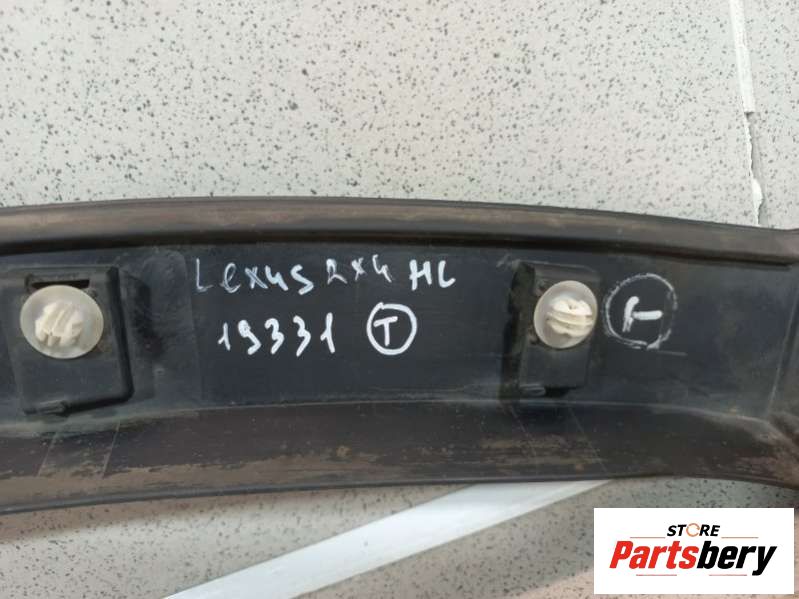 Lexus RX4 HL
19331 T
T
STORE
Partsbery